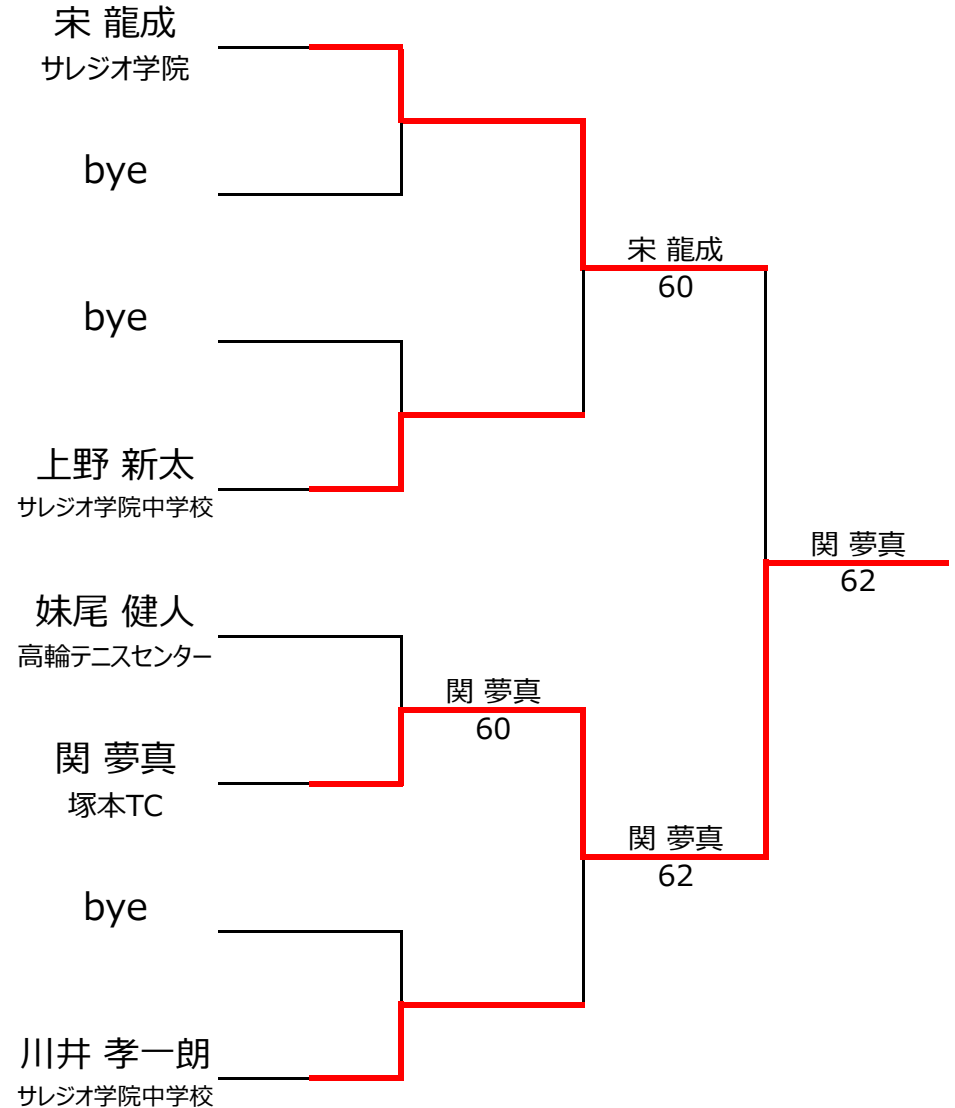 宋 龍成
サレジオ学院
bye
宋 龍成
60
bye
上野 新太
サレジオ学院中学校
関 夢真
62
妹尾 健人
高輪テニスセンター
関 夢真
60
関 夢真
塚本TC
関 夢真
62
bye
川井 孝一朗
サレジオ学院中学校